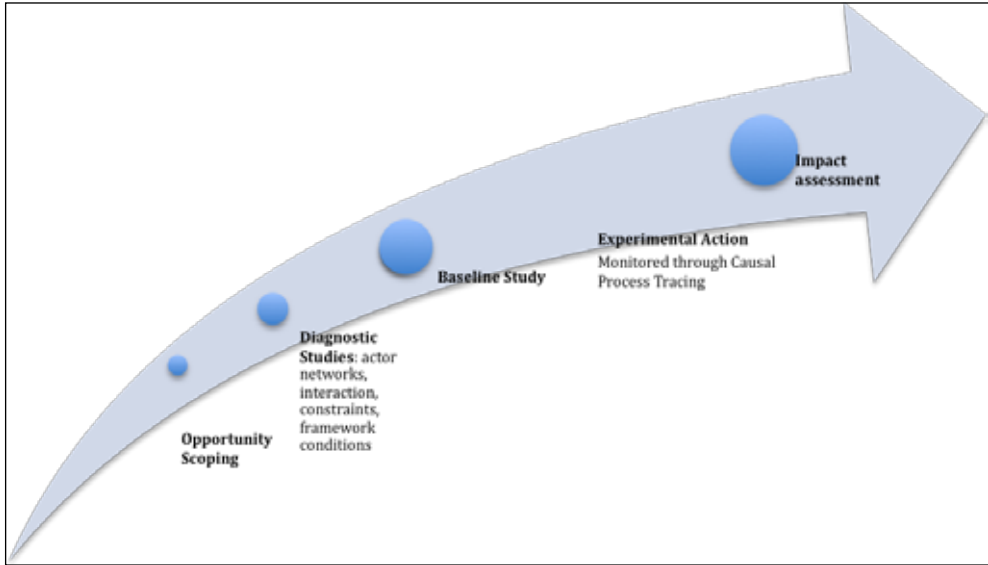 Opportunity
Scoping
Diagnostic
Studies: actor
networks,
interaction,
constraints,
framework
conditions
Baseline Study
Experimental Action
Monitored through Causal
Process Tracing
Impact
assessment